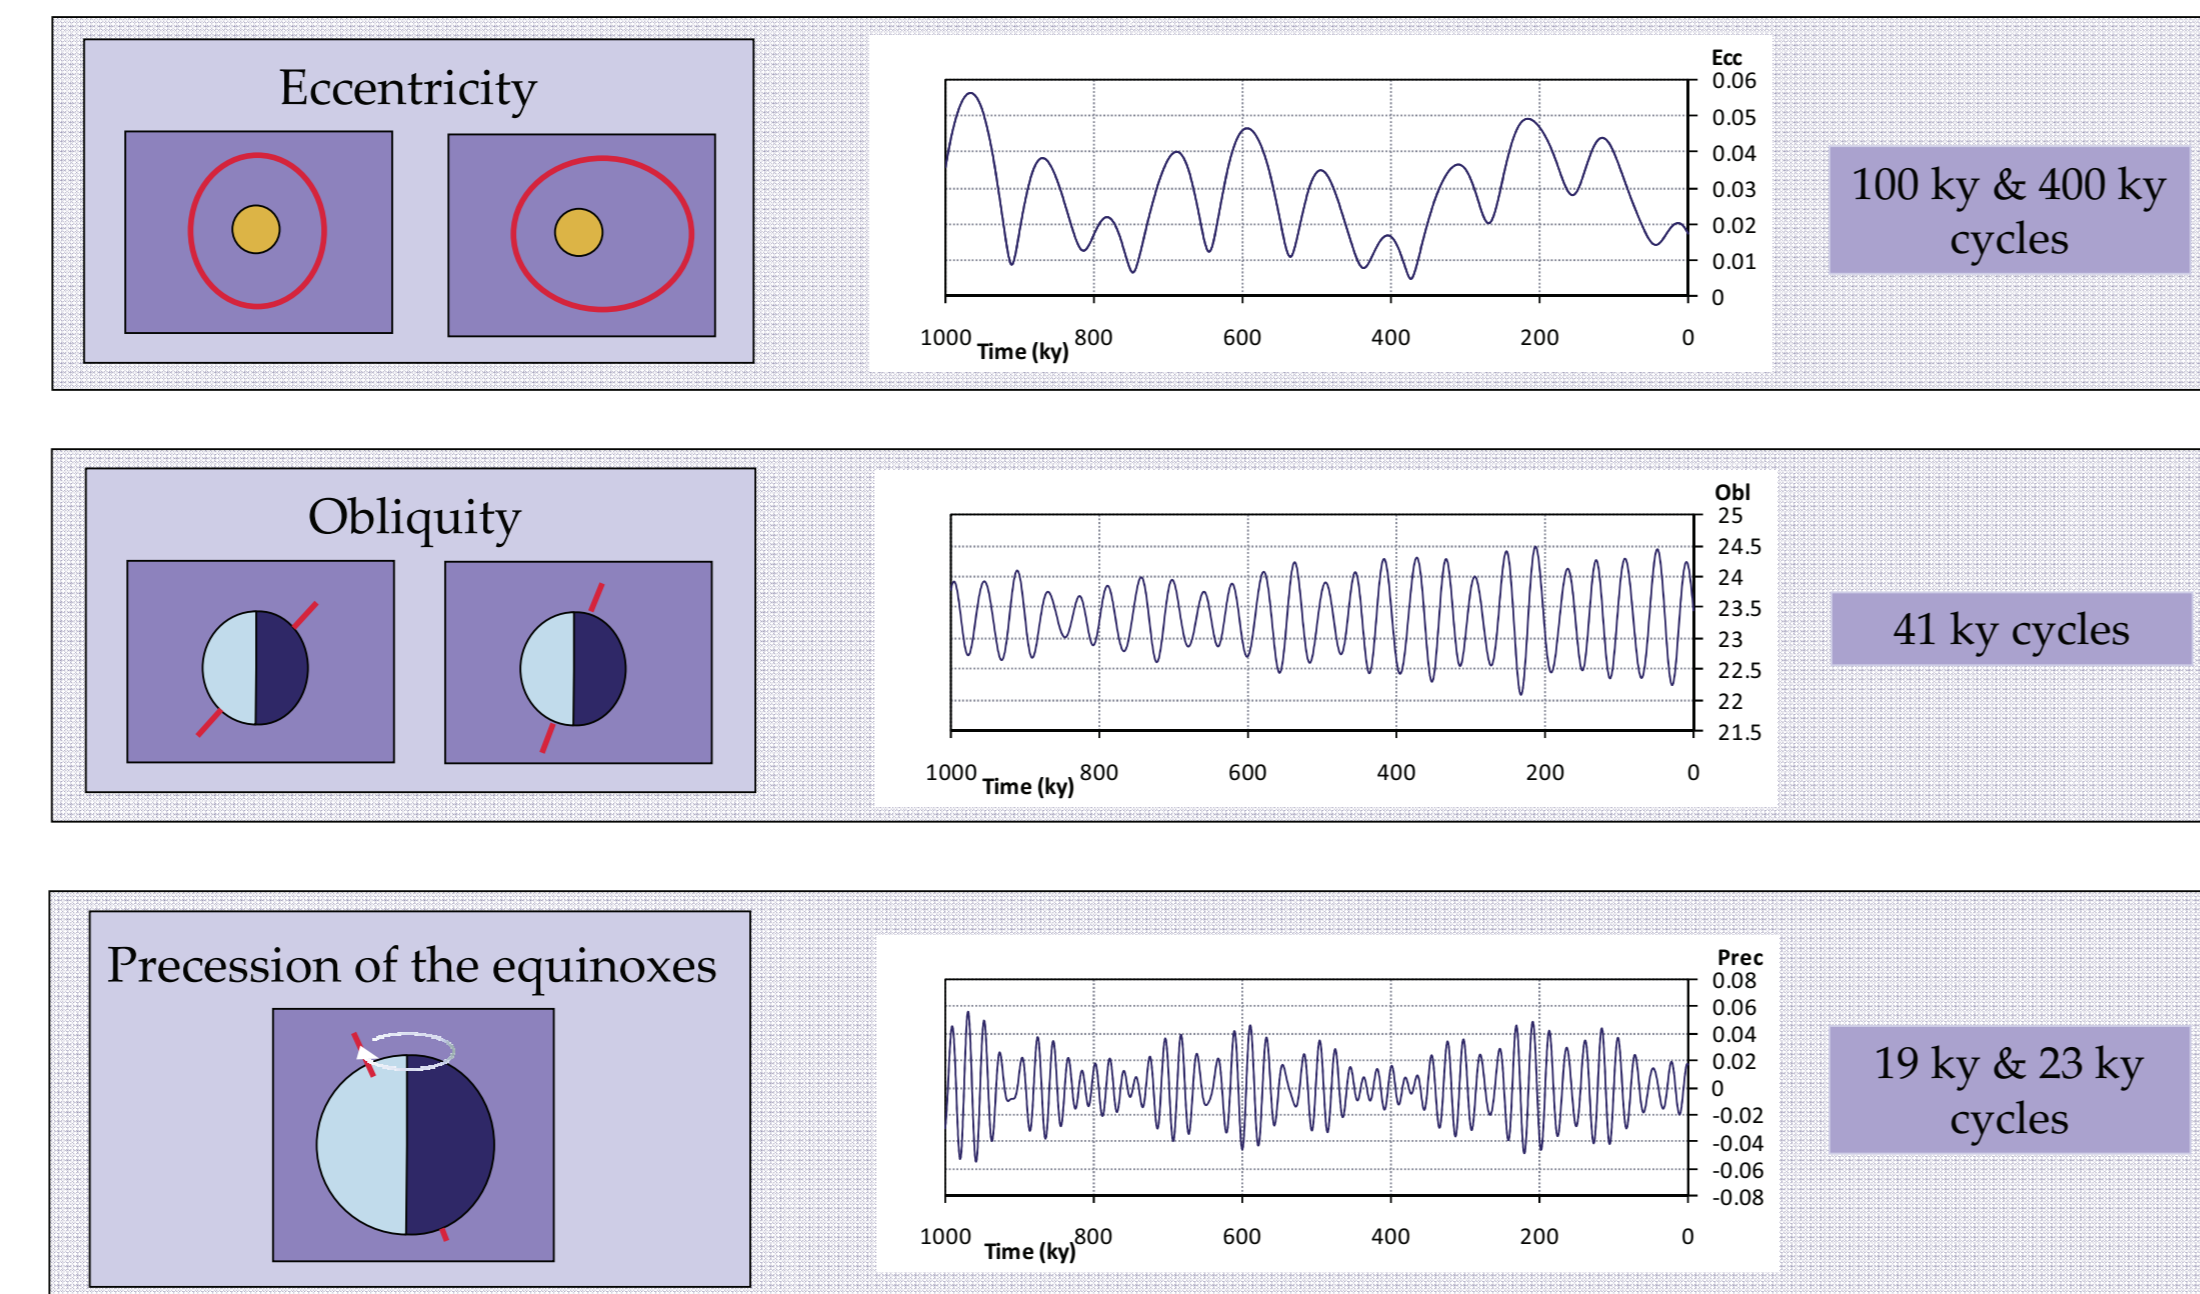 Eccentricity
Ecc
0.06
0.05
0.04
0.03
0.02
0.01
0
1000 800 600 400 200 0
Time (ky)
100 ky & 400 ky
cycles
Obliquity
Obl
25
24.5
24
23.5
23
22.5
22
21.5
1000 800 600 400 200 0
Time (ky)
41 ky cycles
Precession of the equinoxes
Prec
0.08
0.06
0.04
0.02
0
-0.02
-0.04
-0.06
-0.08
1000 800 600 400 200 0
Time (ky)
19 ky & 23 ky
cycles